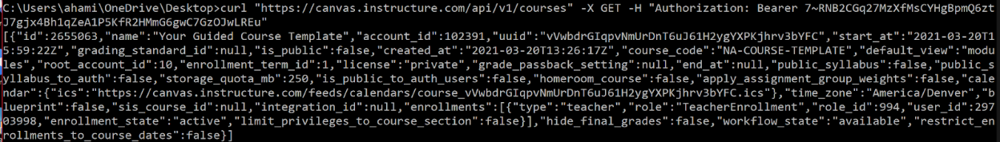 C:\Users\ahami\OneDrive\Desktop>curl "https://canvas.instructure.com/api/v1/courses" -X GET -H "Authorization: Bearer 7~RNB2CGq27MzXfMsCYHgBpmQ6zt
J7gjx4Bh1qZeA1P5KfR2HMmG6gwC7GzOJwLREu"
[{"id":2655063,"name":"Your Guided Course Template","account_id":102391,"uuid":"vVwbdrGIqpvNmUrDnT6uJ61H2ygYXPKjhrv3bYFC","start_at":"2021-03-20T1
5:59:22Z","grading_standard_id":null,"is_public":false,"created_at":"2021-03-20T13:26:17Z","course_code":"NA-COURSE-TEMPLATE","default_view":"modu
les","root_account_id":10,"enrollment_term_id":1,"license":"private","grade_passback_setting":null,"end_at":null,"public_syllabus":false,"public_s
yllabus_to_auth":false,"storage_quota_mb":250,"is_public_to_auth_users":false,"homeroom_course":false,"apply_assignment_group_weights":false,"cale
ndar":{"ics":"https://canvas.instructure.com/feeds/calendars/course_vVwbdrGIqpvNmUrDnT6uJ61H2ygYXPKjhrv3bYFC.ics"},"time_zone":"America/Denver","b
lueprint":false,"sis_course_id":null,"integration_id":null,"enrollments":[{"type":"teacher","role":"TeacherEnrollment","role_id":994,"user_id":297
03998,"enrollment_state":"active","limit_privileges_to_course_section":false}],"hide_final_grades":false,"workflow_state":"available","restrict_en
rollments_to_course_dates":false}]